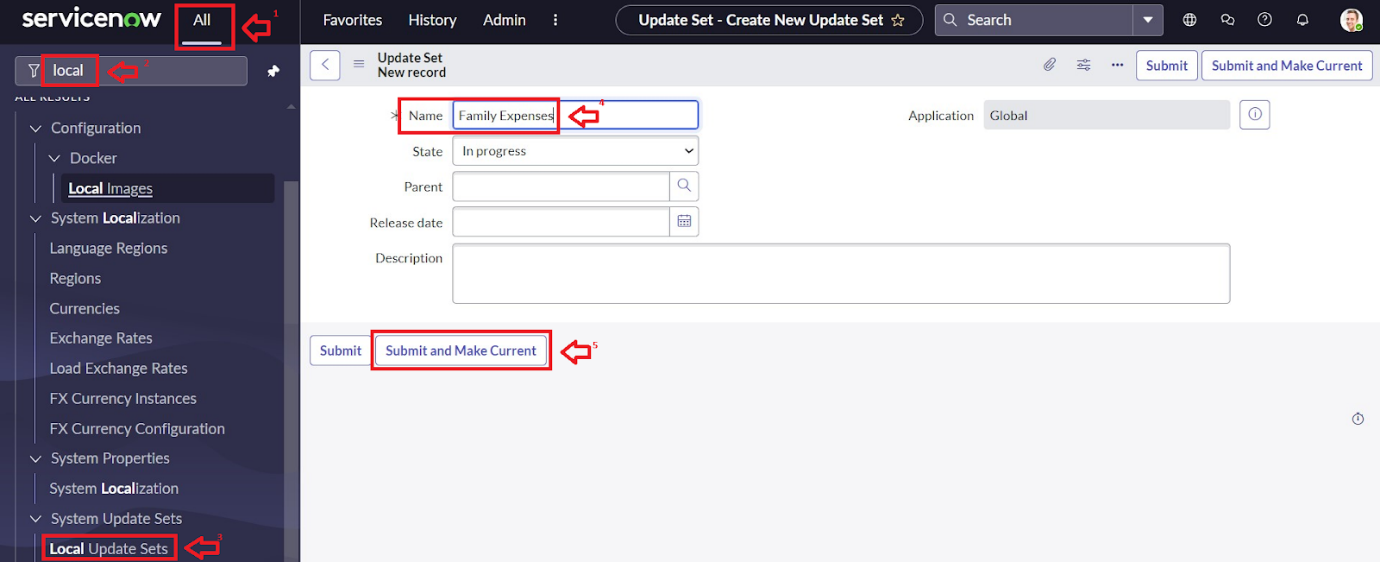 servicenow All 1 Favorites History Admin Update Set - Create New Update Set Search
local 2
ALL RESULTS
Configuration
Docker
Local Images
System Localization
Language Regions
Regions
Currencies
Exchange Rates
Load Exchange Rates
FX Currency Instances
FX Currency Configuration
System Properties
System Localization
System Update Sets
Local Update Sets 3
Update Set
New record
Submit Submit and Make Current
* Name Family Expenses 4 Application Global
State In progress
Parent
Release date
Description
Submit Submit and Make Current 5